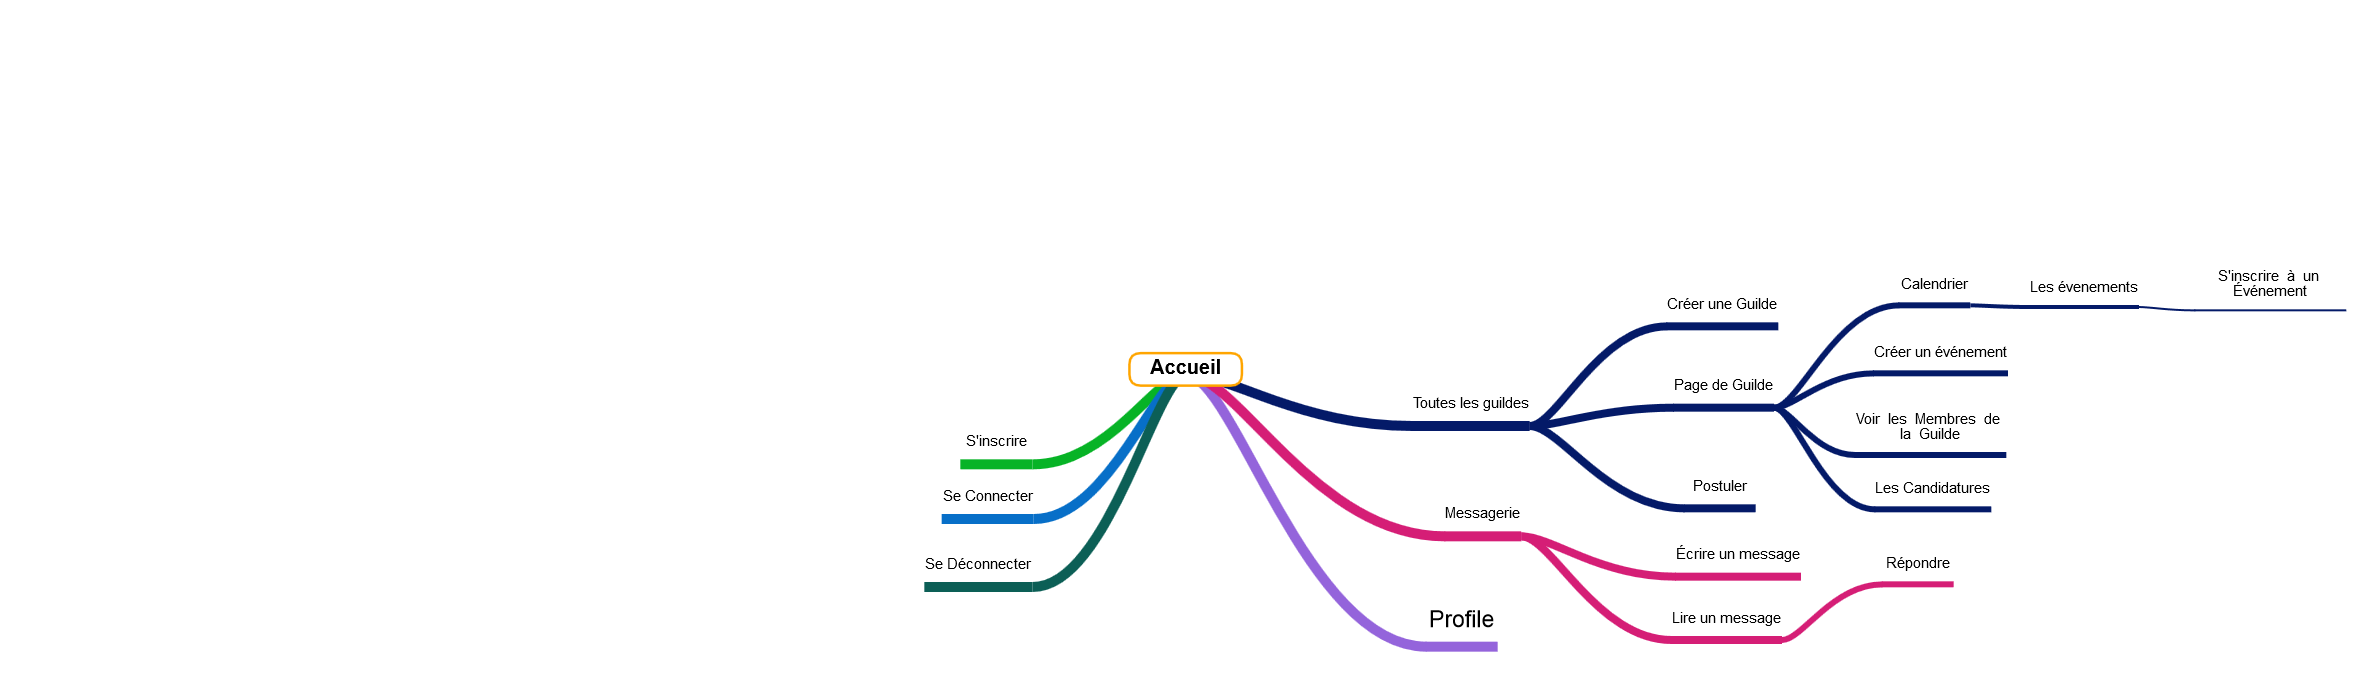 Accueil
S'inscrire
Se Connecter
Se Déconnecter
Toutes les guildes
Créer une Guilde
Page de Guilde
Calendrier
Les évenements
S'inscrire à un
Événement
Créer un événement
Voir les Membres de
la Guilde
Les Candidatures
Postuler
Messagerie
Écrire un message
Lire un message
Répondre
Profile